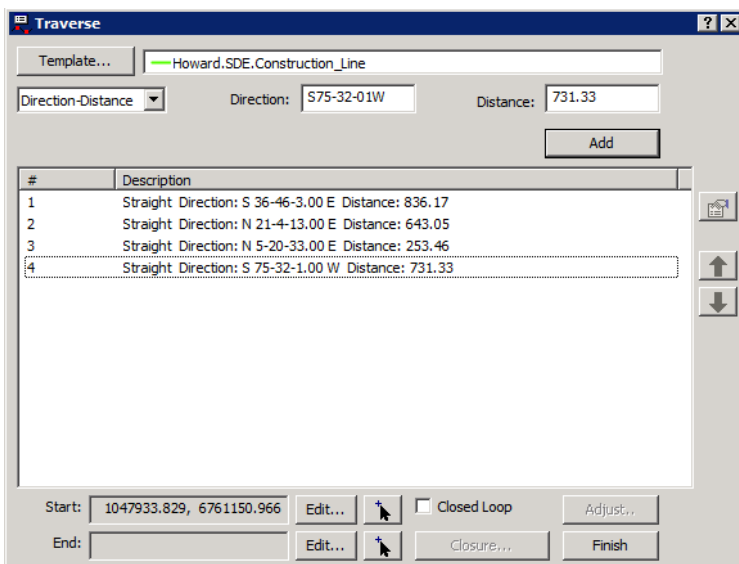 Traverse
Template... Howard.SDE.Construction_Line
Direction-Distance Direction: S75-32-01W Distance: 731.33
Add
# Description
1 Straight Direction: S 36-46-3.00 E Distance: 836.17
2 Straight Direction: N 21-4-13.00 E Distance: 643.05
3 Straight Direction: N 5-20-33.00 E Distance: 253.46
4 Straight Direction: S 75-32-1.00 W Distance: 731.33
Start: 1047933.829, 6761150.966 Edit... Closed Loop Adjust..
End: Edit... Closure... Finish